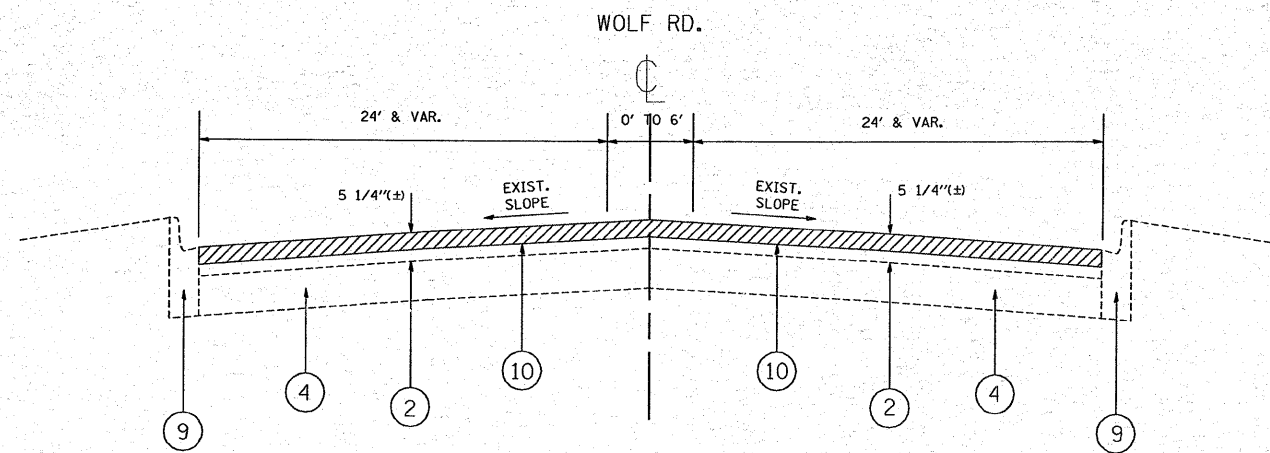 WOLF RD.
℄
24' & VAR.
0' TO 6'
24' & VAR.
5 1/4"(±)
EXIST.
SLOPE
EXIST.
SLOPE
5 1/4"(±)
9
4
2
10
10
2
4
9